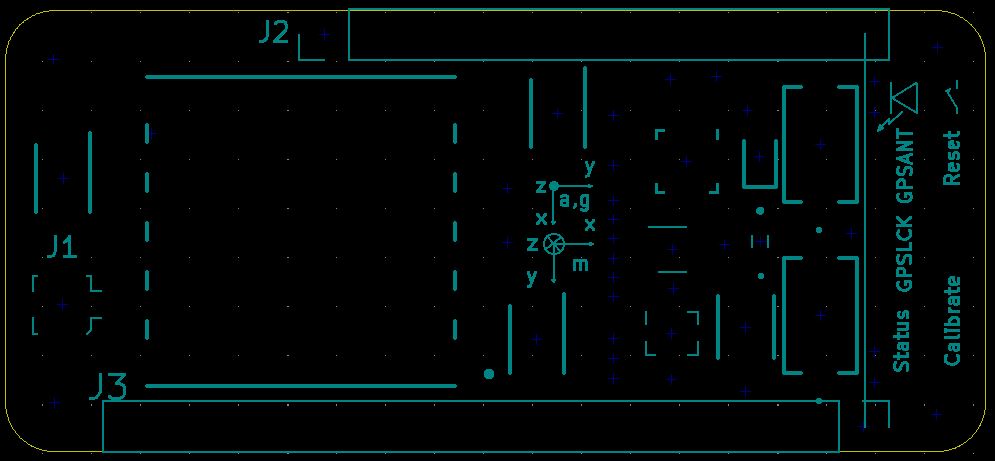 J2
y
z
a,g
x
x
z
m
y
J1
J3
Status GPSLCK GPSANT
Calibrate Reset